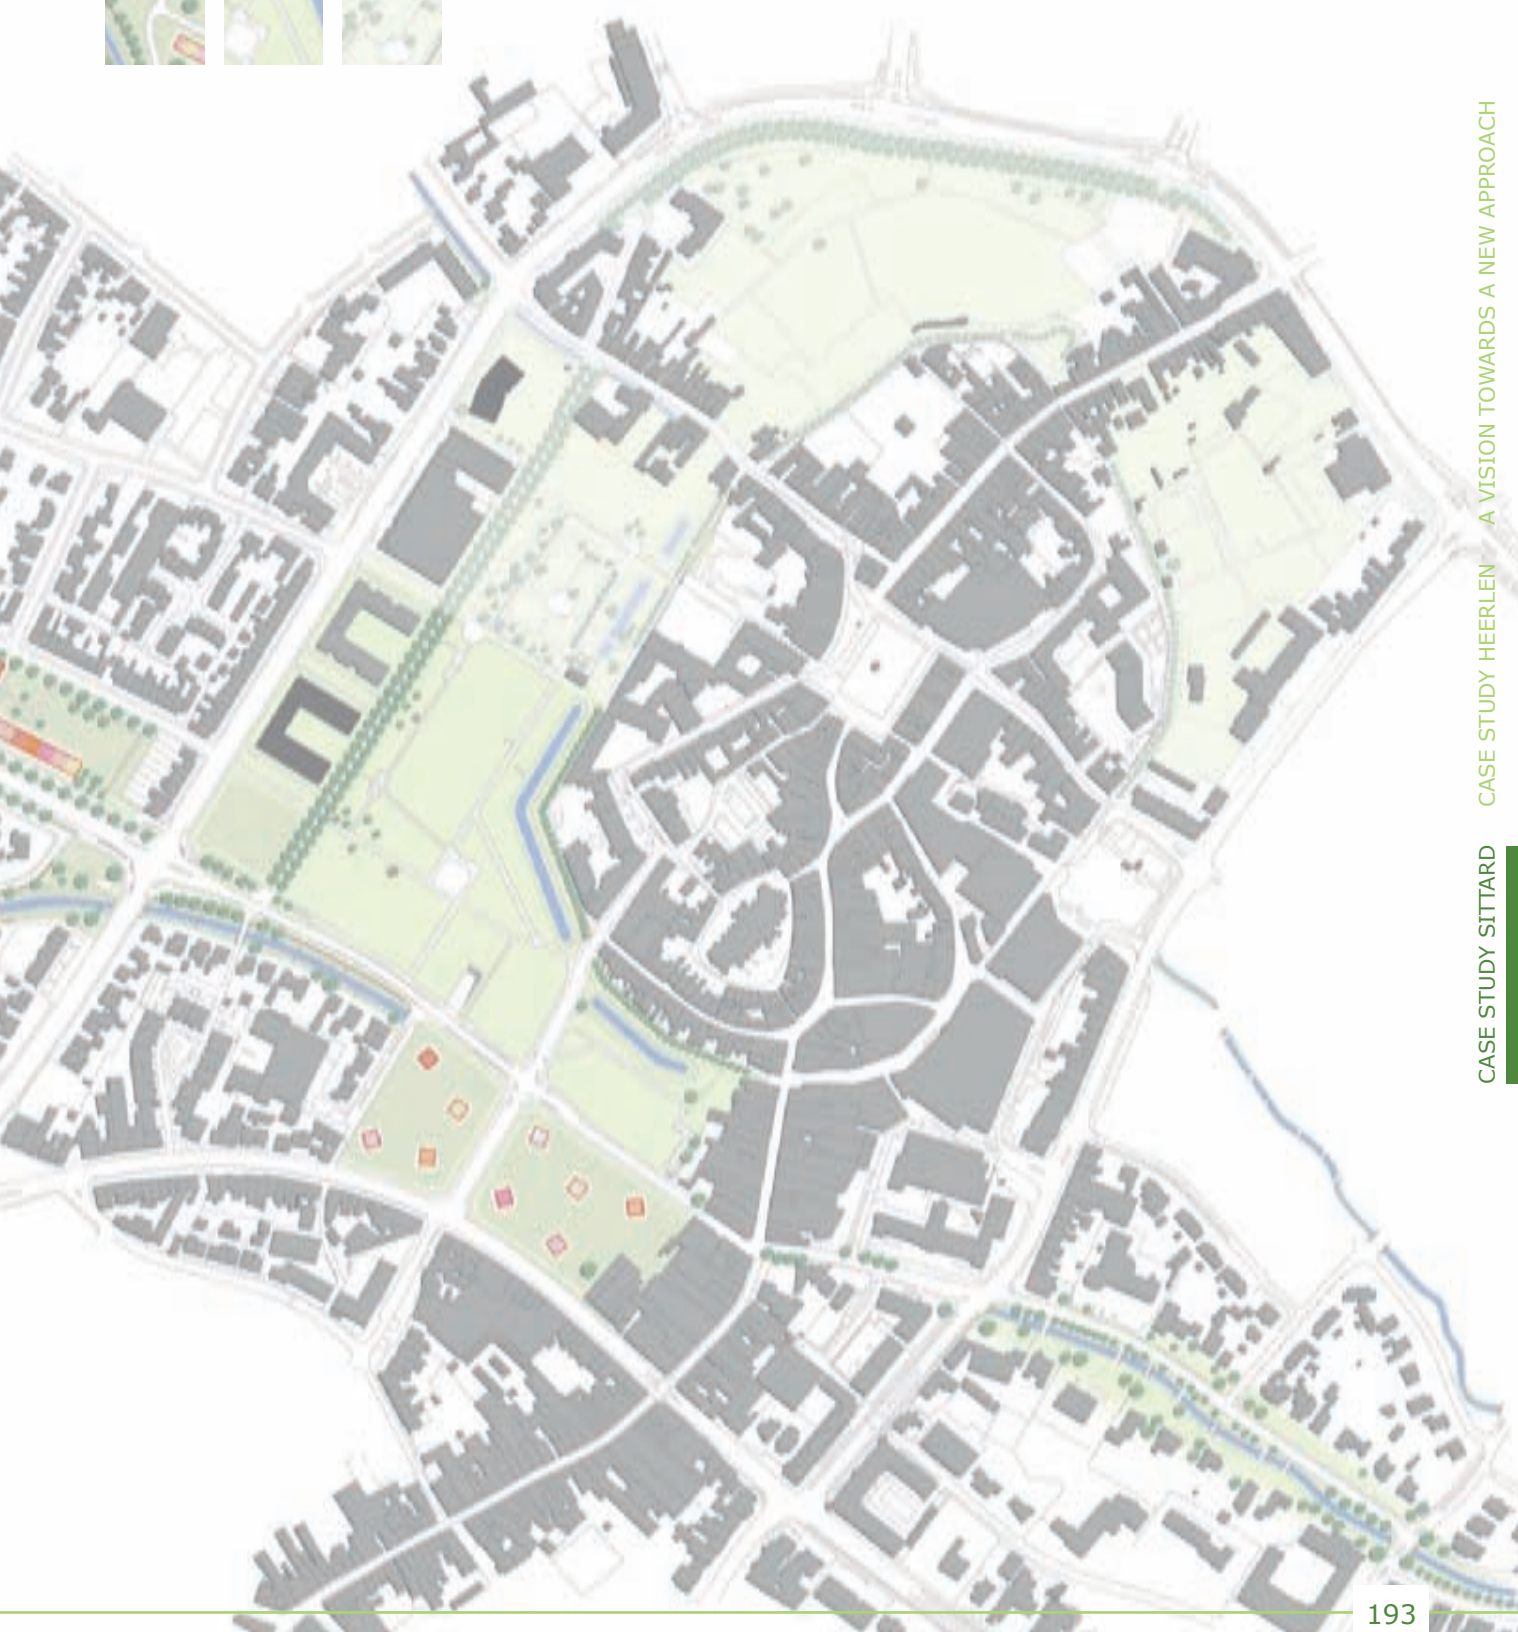 A VISION TOWARDS A NEW APPROACH
CASE STUDY HEERLEN
CASE STUDY SITTARD
193